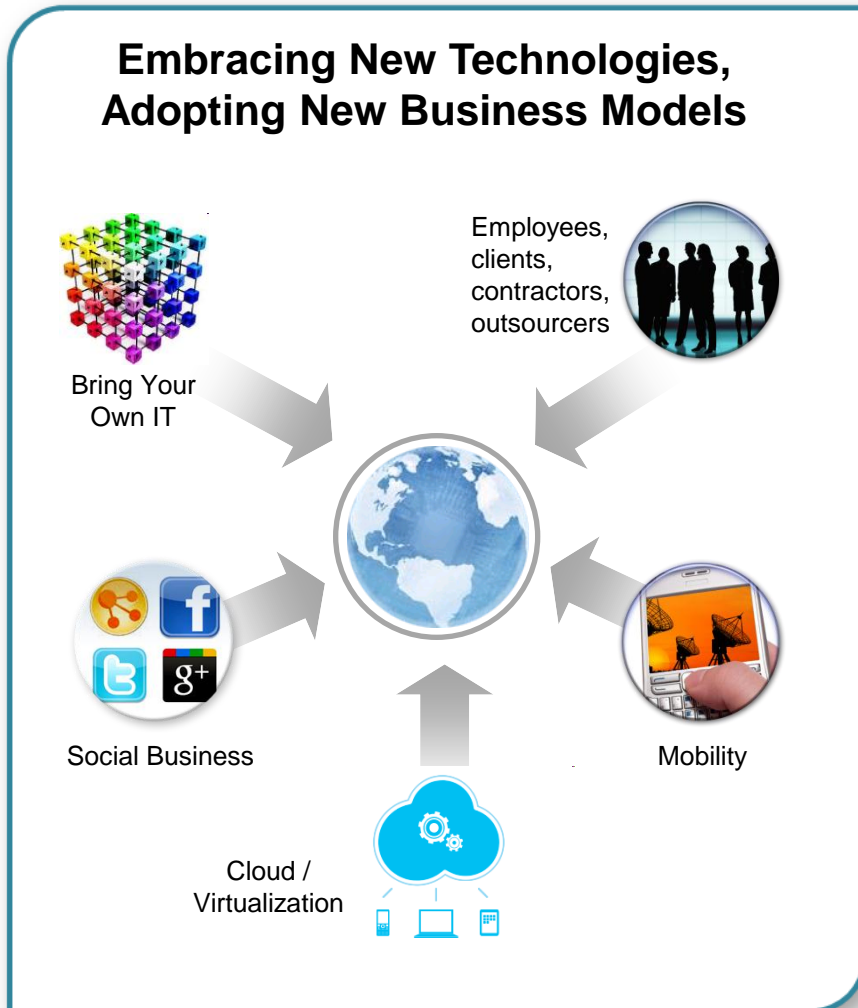 Embracing New Technologies,
Adopting New Business Models
Employees,
clients,
contractors,
outsourcers
Bring Your
Own IT
f
t
g+
Social Business
Mobility
Cloud /
Virtualization